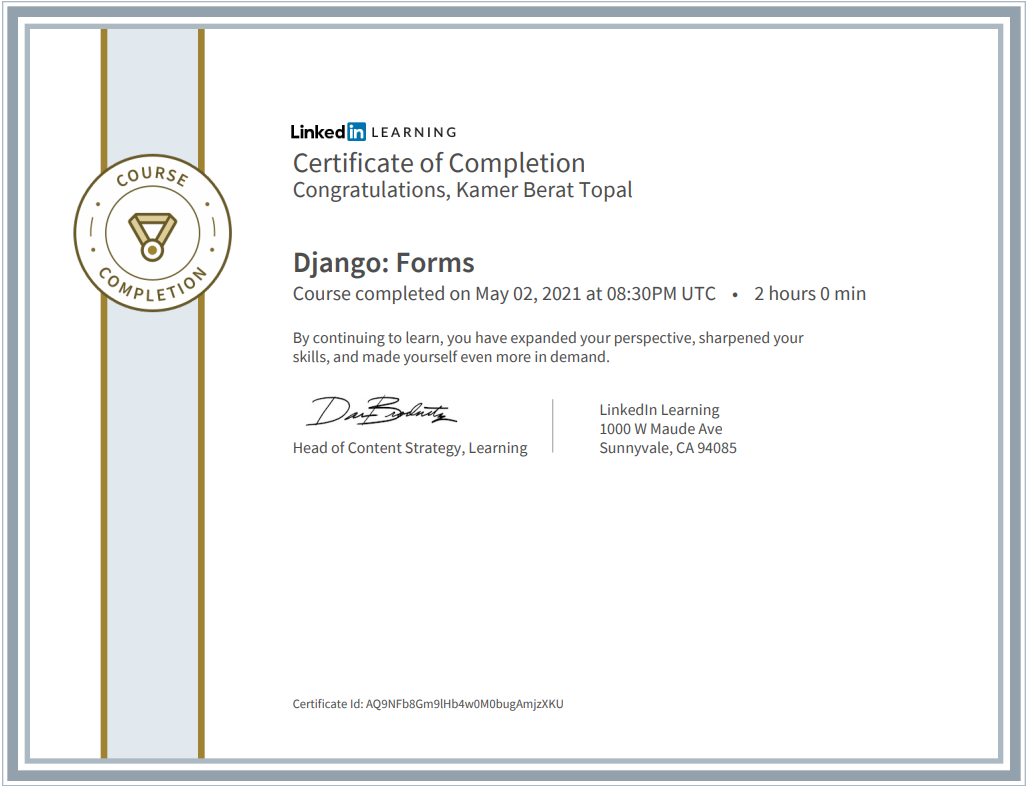 COURSE
COMPLETION
Linked in LEARNING
Certificate of Completion
Congratulations, Kamer Berat Topal
Django: Forms
Course completed on May 02, 2021 at 08:30PM UTC • 2 hours 0 min
By continuing to learn, you have expanded your perspective, sharpened your
skills, and made yourself even more in demand.
Head of Content Strategy, Learning
LinkedIn Learning
1000 W Maude Ave
Sunnyvale, CA 94085
Certificate Id: AQ9NFb8Gm9lHb4w0M0bugAmjzXKU